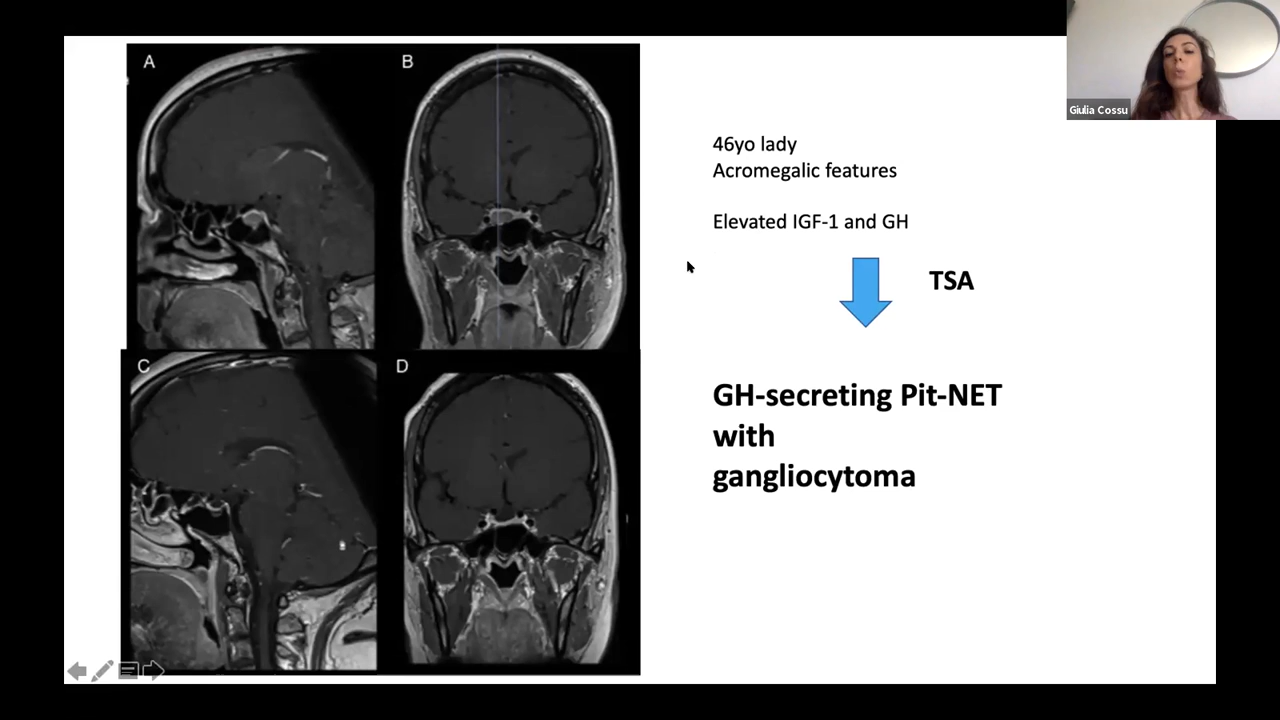 A
B
C
D
46yo lady
Acromegalic features
Elevated IGF-1 and GH
TSA
GH-secreting Pit-NET
with
gangliocytoma
Giulia Cossu